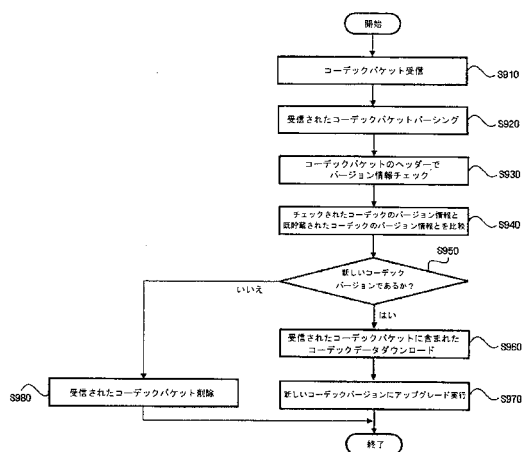 開始
コーデックパケット受信
S910
受信されたコーデックパケットパーシング
S920
コーデックパケットのヘッダーで
バージョン情報チェック
S930
チェックされたコーデックのバージョン情報と
既貯蔵されたコーデックのバージョン情報とを比較
S940
S950
新しいコーデック
バージョンであるか?
いいえ
はい
受信されたコーデックパケットに含まれた
コーデックデータダウンロード
S960
受信されたコーデックパケット削除
S980
新しいコーデックバージョンにアップグレード実行
S970
終了